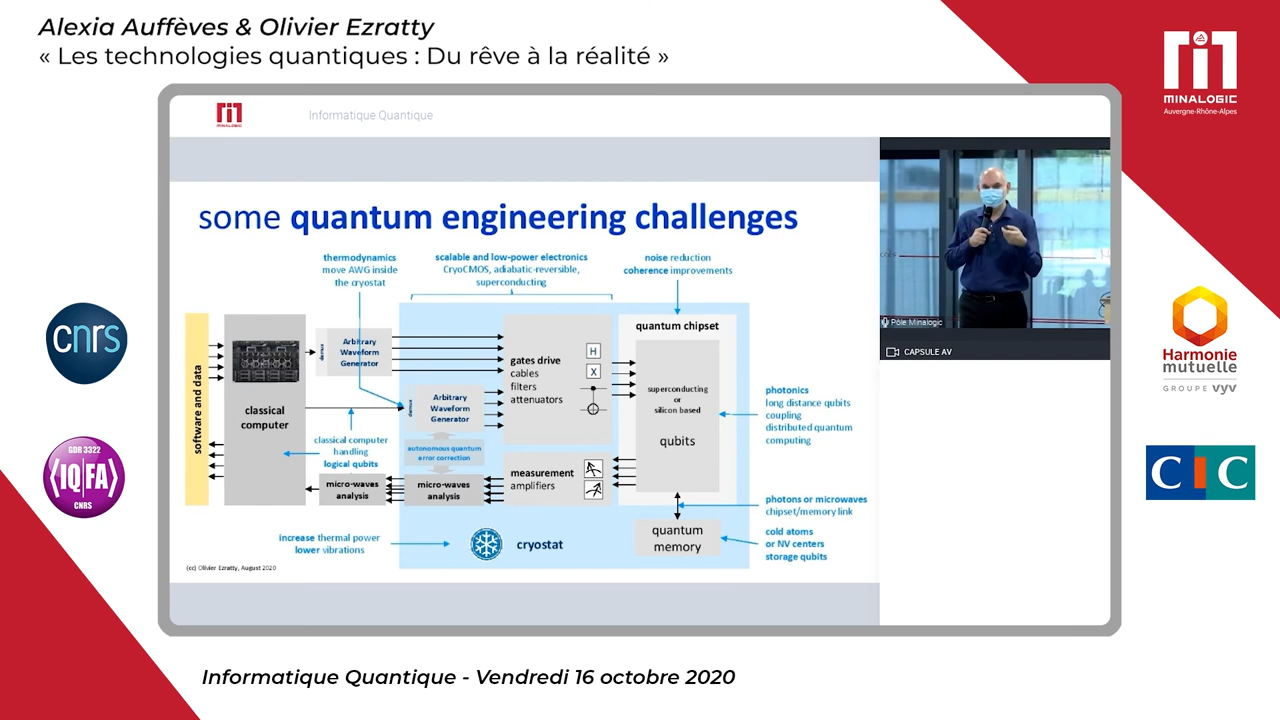 Alexia Auffèves & Olivier Ezratty
« Les technologies quantiques : Du rêve à la réalité »
MINALOGIC
Auvergne-Rhône-Alpes
MINALOGIC
Informatique Quantique
some quantum engineering challenges
thermodynamics
move AWG inside
the cryostat
scalable and low-power electronics
CryoCMOS, adiabatic-reversible,
superconducting
noise reduction
coherence improvements
software and data
classical
computer
demux
Arbitrary
Waveform
Generator
demux
Arbitrary
Waveform
Generator
classical computer
handling
logical qubits
autonomous quantum
error correction
micro-waves
analysis
micro-waves
analysis
gates drive
cables
filters
attenuators
H
X
measurement
amplifiers
quantum chipset
superconducting
or
silicon based
qubits
quantum
memory
photonics
long distance qubits
coupling
distributed quantum
computing
photons or microwaves
chipset/memory link
cold atoms
or NV centers
storage qubits
increase thermal power
lower vibrations
cryostat
(cc) Olivier Ezratty, August 2020
Pôle Minalogic
CAPSULE AV
cnrs
GDR 3322
IQ|FA
CNRS
Harmonie
mutuelle
GROUPE vyv
CIC
Informatique Quantique - Vendredi 16 octobre 2020